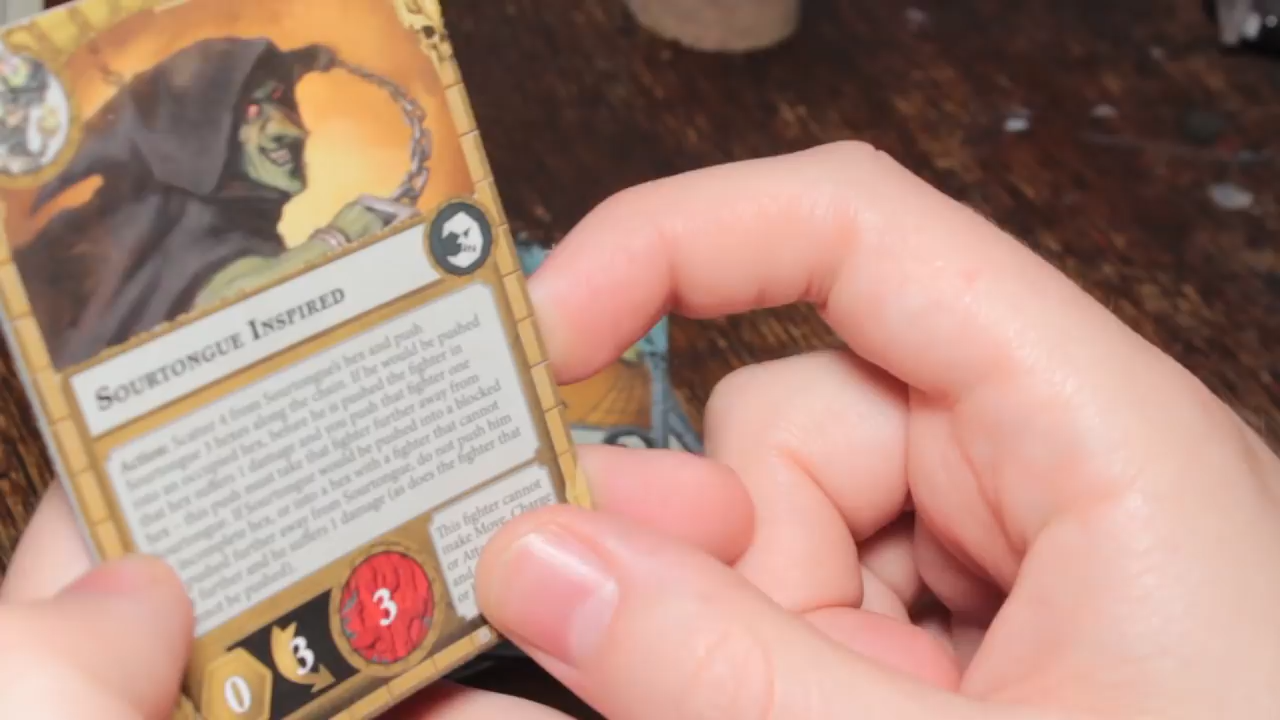 SOURTONGUE INSPIRED
Action: Scatter 4 from Sourtongue's hex and push
Sourtongue 3 hexes along the chain. If he would be pushed
into an occupied hex, before he is pushed the fighter in
that hex suffers 1 damage and you push that fighter one
hex – this push must take that fighter further away from
Sourtongue. If Sourtongue would be pushed into a blocked
hex, or into a hex with a fighter that cannot
be pushed further away from Sourtongue, do not push him
further and he suffers 1 damage (as does the fighter that
cannot be pushed).
This fighter cannot
make Move, Charge
or
and
or
0
3
3